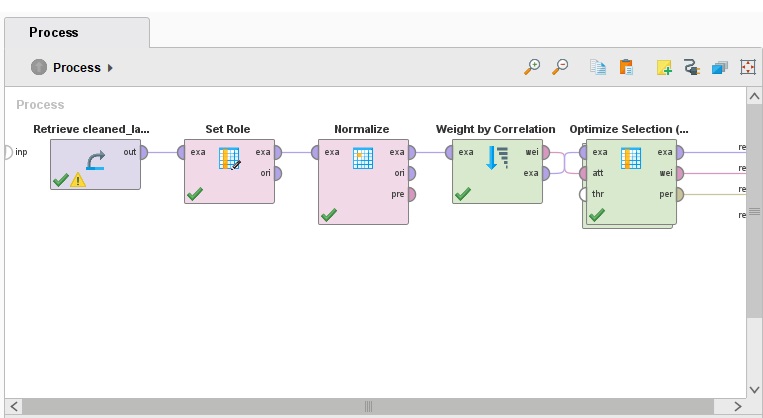 Process
Process
Process
Retrieve cleaned_la...
Set Role
Normalize
Weight by Correlation
Optimize Selection (...
inp
out
exa
exa
ori
exa
exa
ori
pre
exa
wei
exa
exa
att
thr
exa
wei
per
re
re
re
re